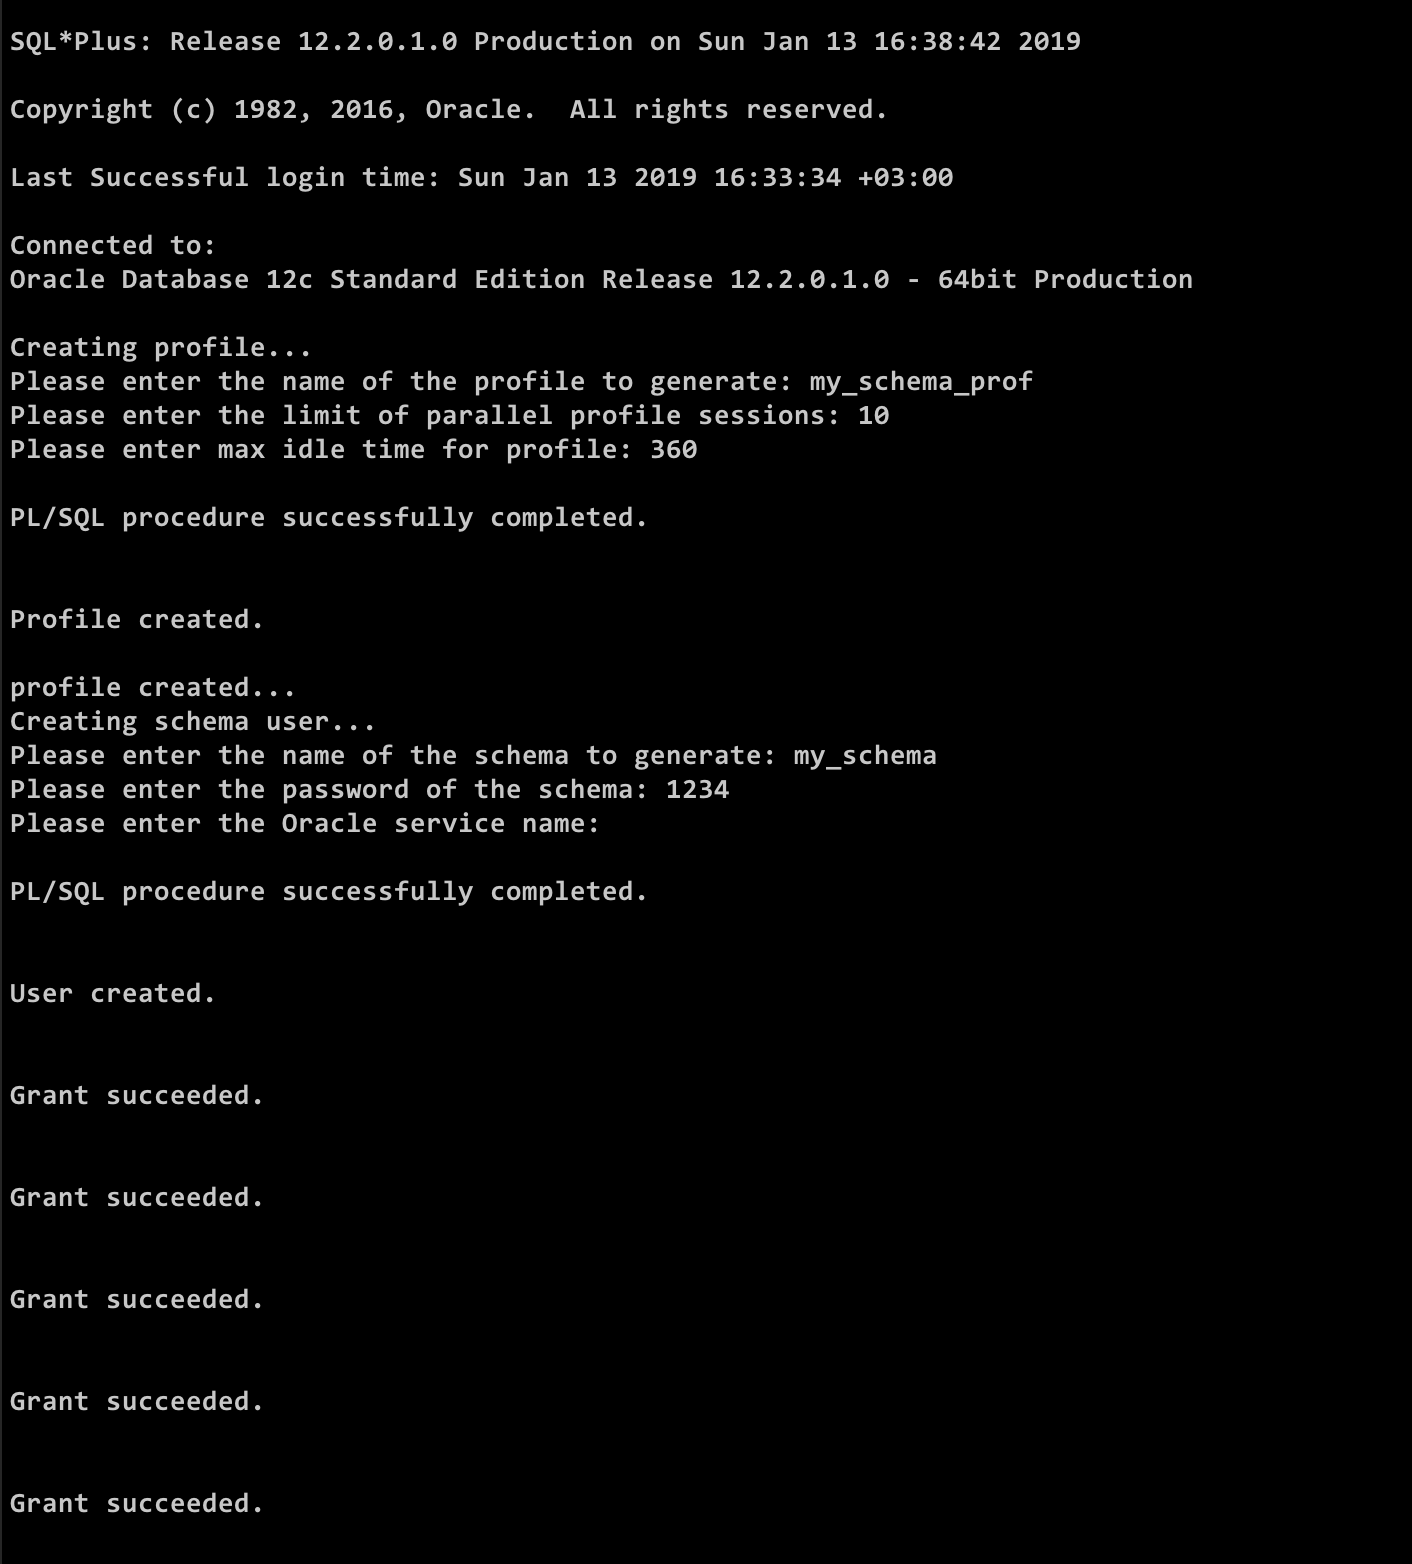 SQL*Plus: Release 12.2.0.1.0 Production on Sun Jan 13 16:38:42 2019
Copyright (c) 1982, 2016, Oracle.  All rights reserved.
Last Successful login time: Sun Jan 13 2019 16:33:34 +03:00
Connected to:
Oracle Database 12c Standard Edition Release 12.2.0.1.0 - 64bit Production
Creating profile...
Please enter the name of the profile to generate: my_schema_prof
Please enter the limit of parallel profile sessions: 10
Please enter max idle time for profile: 360
PL/SQL procedure successfully completed.
Profile created.
profile created...
Creating schema user...
Please enter the name of the schema to generate: my_schema
Please enter the password of the schema: 1234
Please enter the Oracle service name:
PL/SQL procedure successfully completed.
User created.
Grant succeeded.
Grant succeeded.
Grant succeeded.
Grant succeeded.
Grant succeeded.